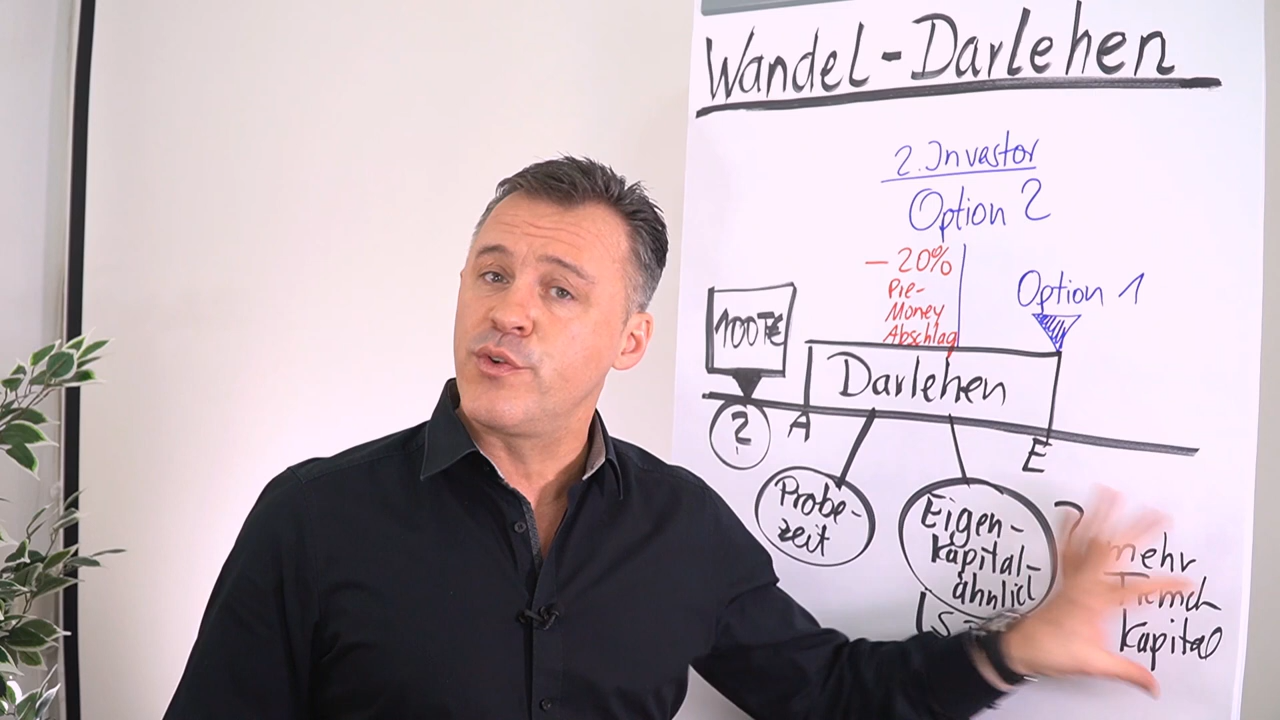 Wandel-Darlehen
2. Investor
Option 2
- 20%
Pre-
Money
Abschlag
Option 1
100T€
Darlehen
2
A
E
Probe-
zeit
Eigen-
kapital-
ähnlich
mehr
Kapital